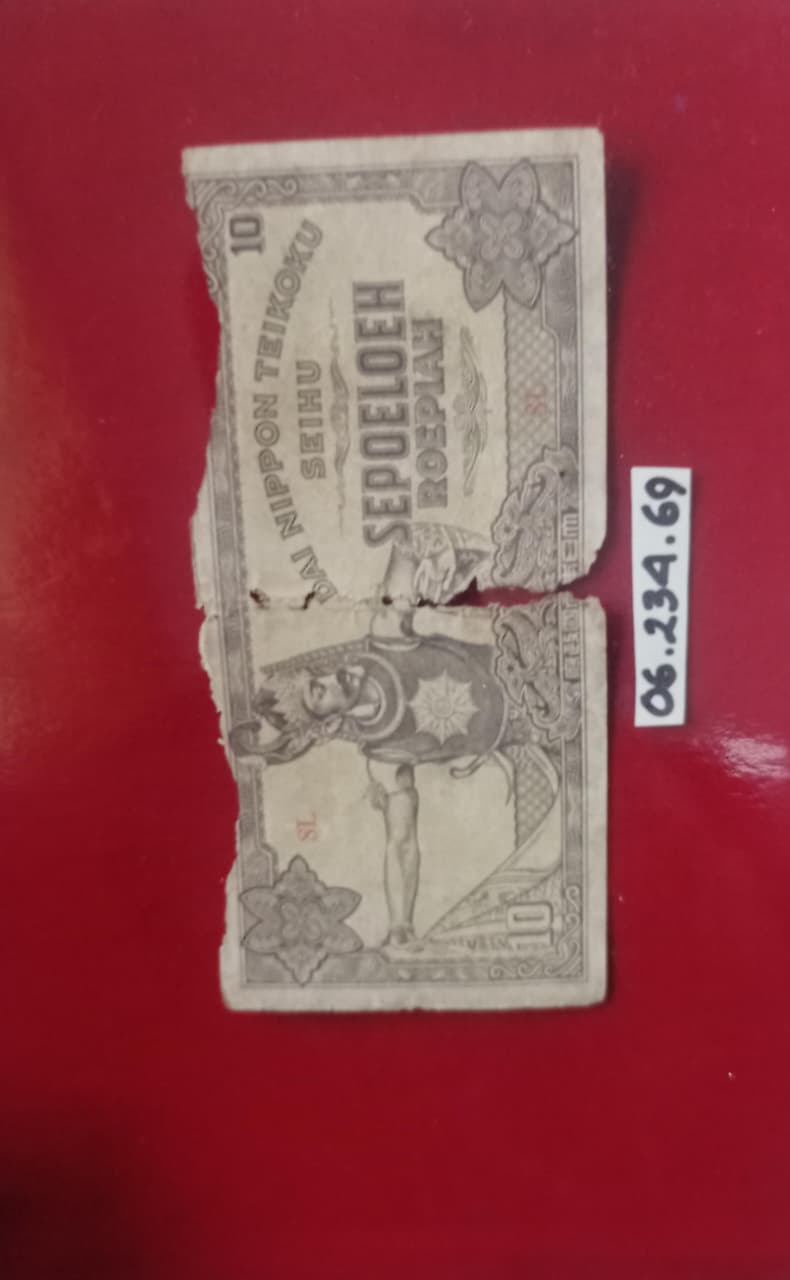 10
DAI NIPPON TEIKOKU
SEIHU
SEPOELOEH
ROEPIAH
SL
SL
10
06.234.69